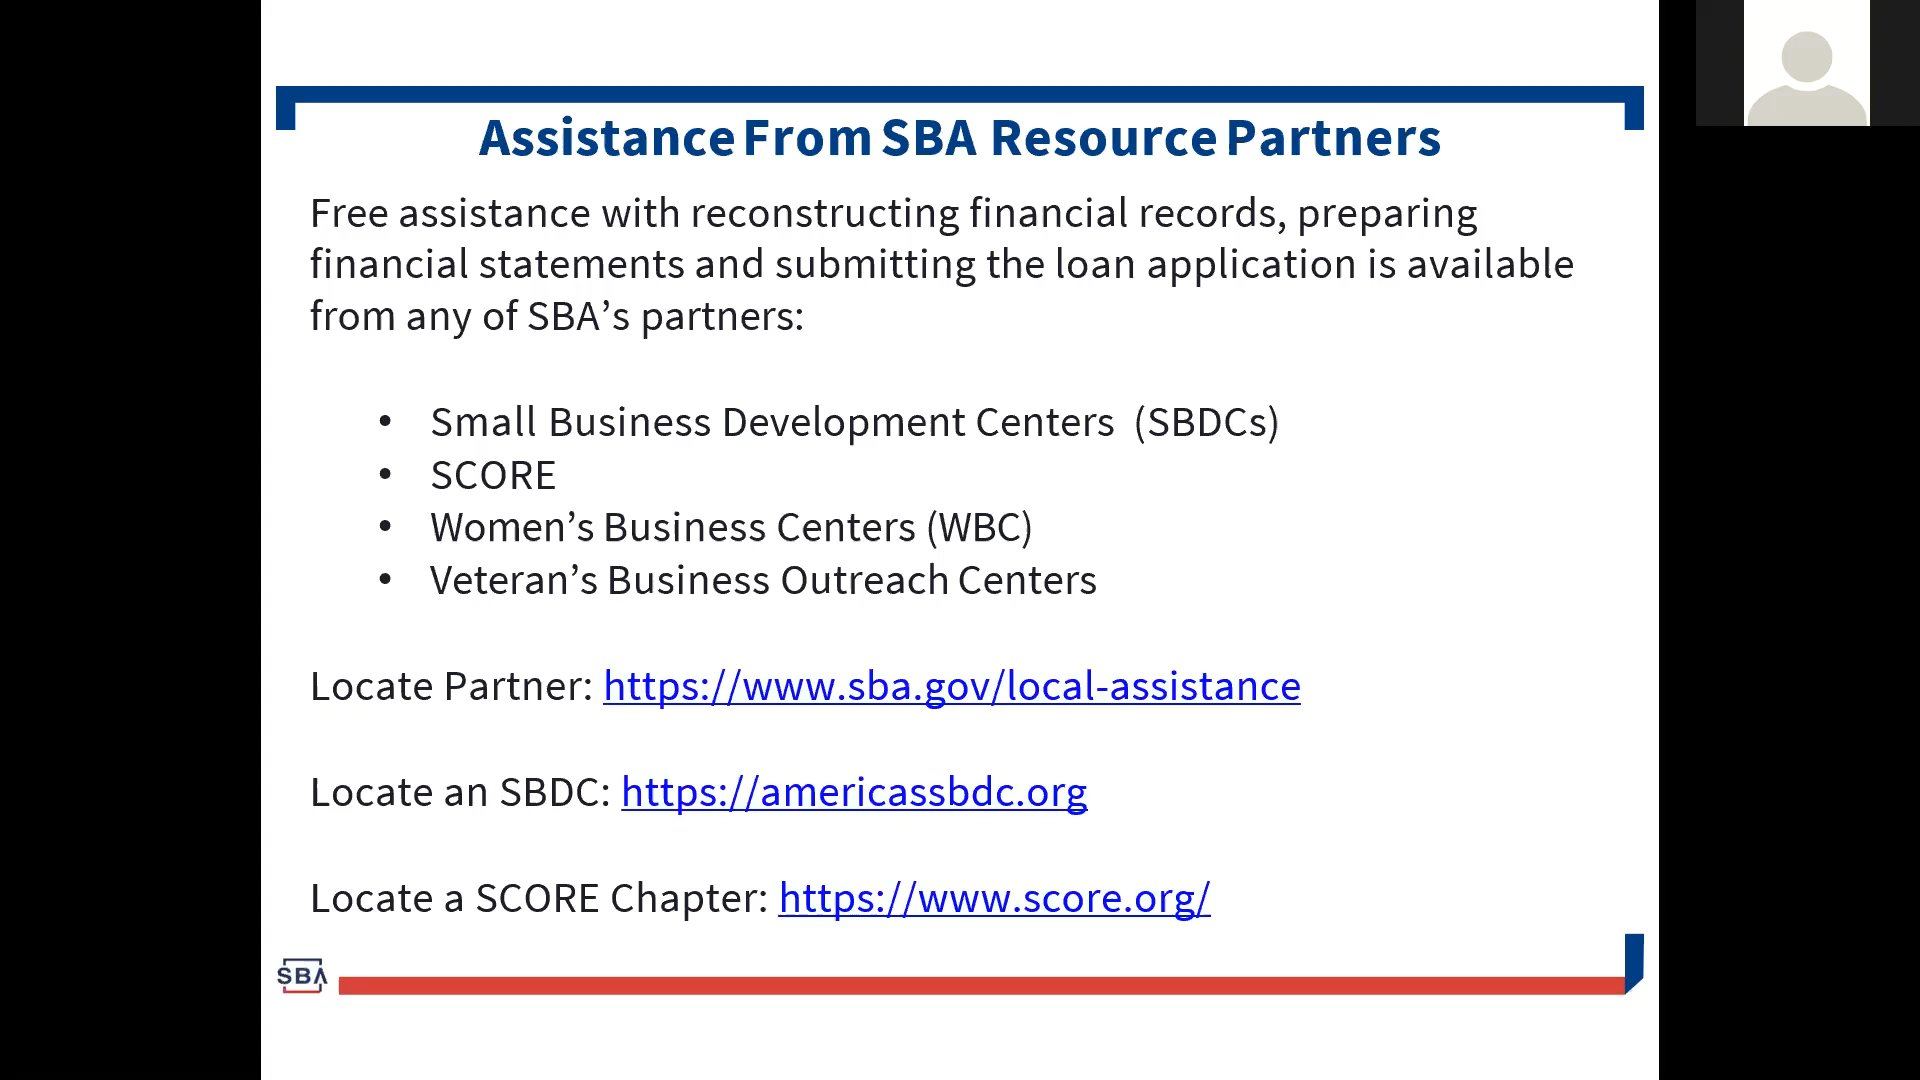 Assistance From SBA Resource Partners
Free assistance with reconstructing financial records, preparing
financial statements and submitting the loan application is available
from any of SBA’s partners:
• Small Business Development Centers (SBDCs)
• SCORE
• Women’s Business Centers (WBC)
• Veteran’s Business Outreach Centers
Locate Partner: https://www.sba.gov/local-assistance
Locate an SBDC: https://americassbdc.org
Locate a SCORE Chapter: https://www.score.org/
SBA